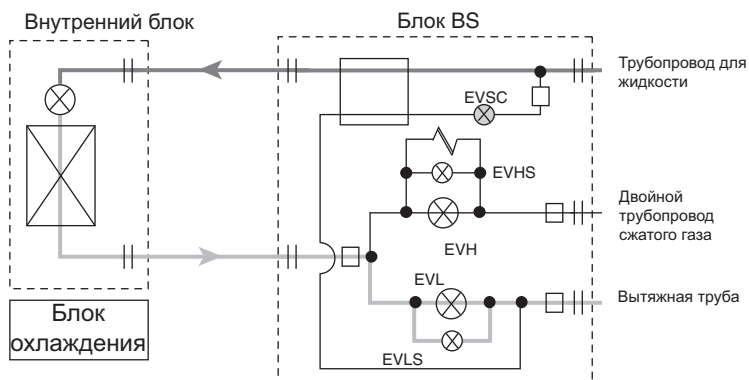 Внутренний блок
Блок BS
Трубопровод для
жидкости
EVSC
EVHS
Двойной
трубопровод
сжатого газа
EVH
EVL
Вытяжная труба
Блок
охлаждения
EVLS